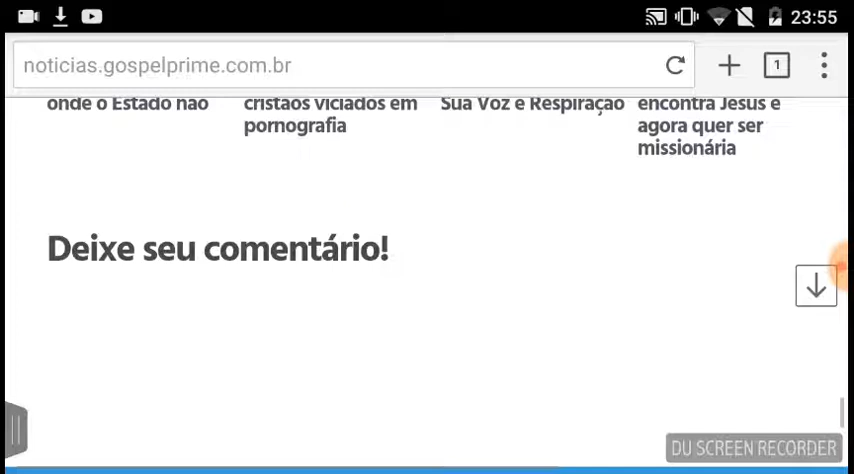 23:55
noticias.gospelprime.com.br
1
onde o Estado não
cristãos viciados em
pornografia
Sua Voz e Respiração
encontra Jesus e
agora quer ser
missionária
Deixe seu comentário!
DU SCREEN RECORDER